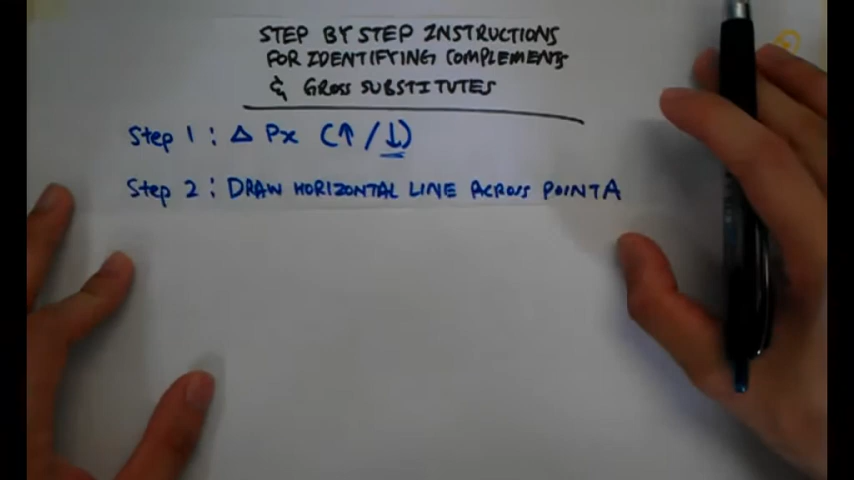 STEP BY STEP INSTRUCTIONS
FOR IDENTIFYING COMPLEMENTS
& GROSS SUBSTITUTES
Step 1 : Δ Px (↑ / ↓)
Step 2 : DRAW HORIZONTAL LINE ACROSS POINT A